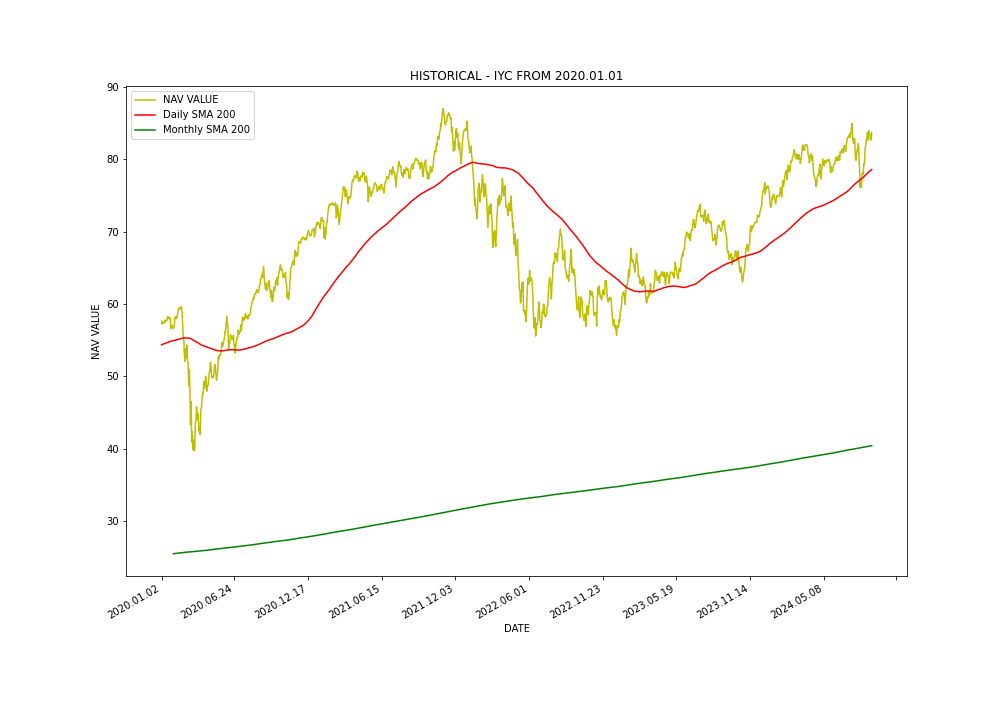 HISTORICAL - IYC FROM 2020.01.01
NAV VALUE
Daily SMA 200
Monthly SMA 200
NAV VALUE
90
80
70
60
50
40
30
2020.01.02
2020.06.24
2020.12.17
2021.06.15
2021.12.03
2022.06.01
2022.11.23
2023.05.19
2023.11.14
2024.05.08
DATE